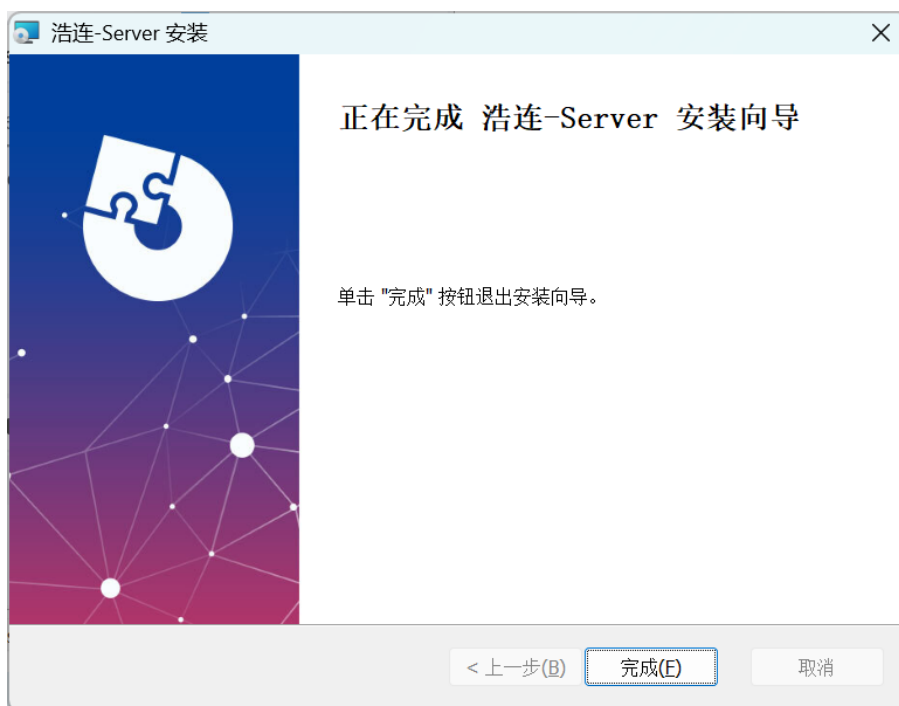 浩连-Server 安装
正在完成 浩连-Server 安装向导
单击 "完成" 按钮退出安装向导。
< 上一步(B)
完成(F)
取消